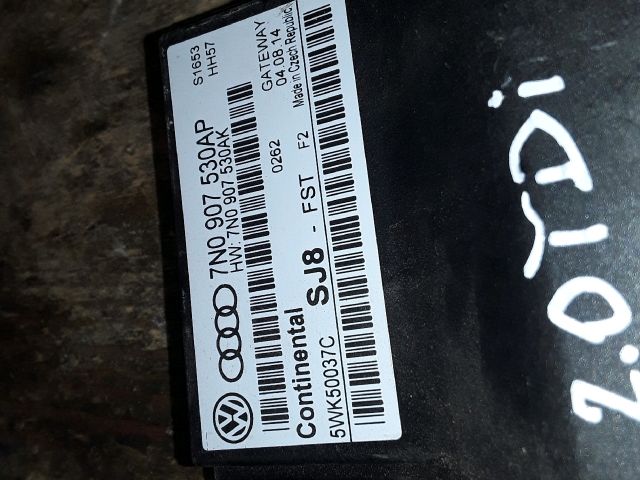 S1653
HH57
GATEWAY
04.08.14
Made in Czech Republic
7N0 907 530AP
HW: 7N0 907 530AK
0262
Continental
SJ8 - FST F2
5WK50037C
2.0TDi